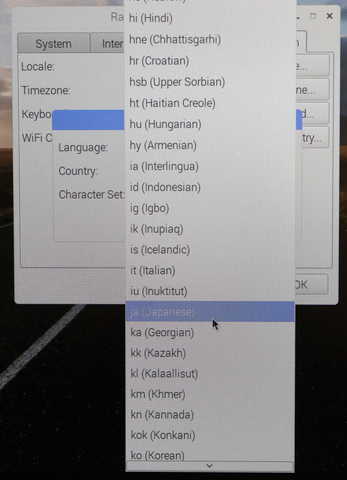 Ra
System
Inter
n
Locale:
e...
Timezone:
ne...
Keybo
d...
WiFi C
try...
Language:
Country:
Character Set:
OK
hi (Hindi)
hne (Chhattisgarhi)
hr (Croatian)
hsb (Upper Sorbian)
ht (Haitian Creole)
hu (Hungarian)
hy (Armenian)
ia (Interlingua)
id (Indonesian)
ig (Igbo)
ik (Inupiaq)
is (Icelandic)
it (Italian)
iu (Inuktitut)
ja (Japanese)
ka (Georgian)
kk (Kazakh)
kl (Kalaallisut)
km (Khmer)
kn (Kannada)
kok (Konkani)
ko (Korean)